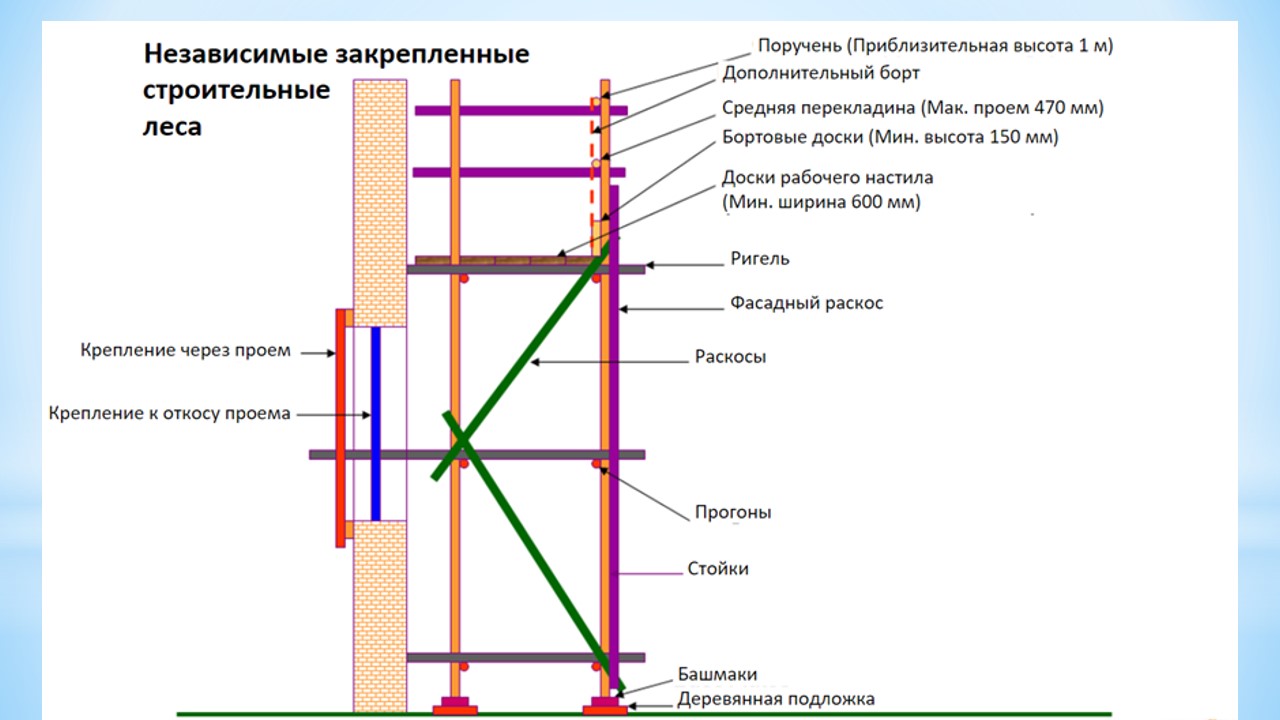 Независимые закрепленные
строительные
леса
Поручень (Приблизительная высота 1 м)
Дополнительный борт
Средняя перекладина (Мак. проем 470 мм)
Бортовые доски (Мин. высота 150 мм)
Доски рабочего настила
(Мин. ширина 600 мм)
Ригель
Фасадный раскос
Крепление через проем
Раскосы
Крепление к откосу проема
Прогоны
Стойки
Башмаки
Деревянная подложка